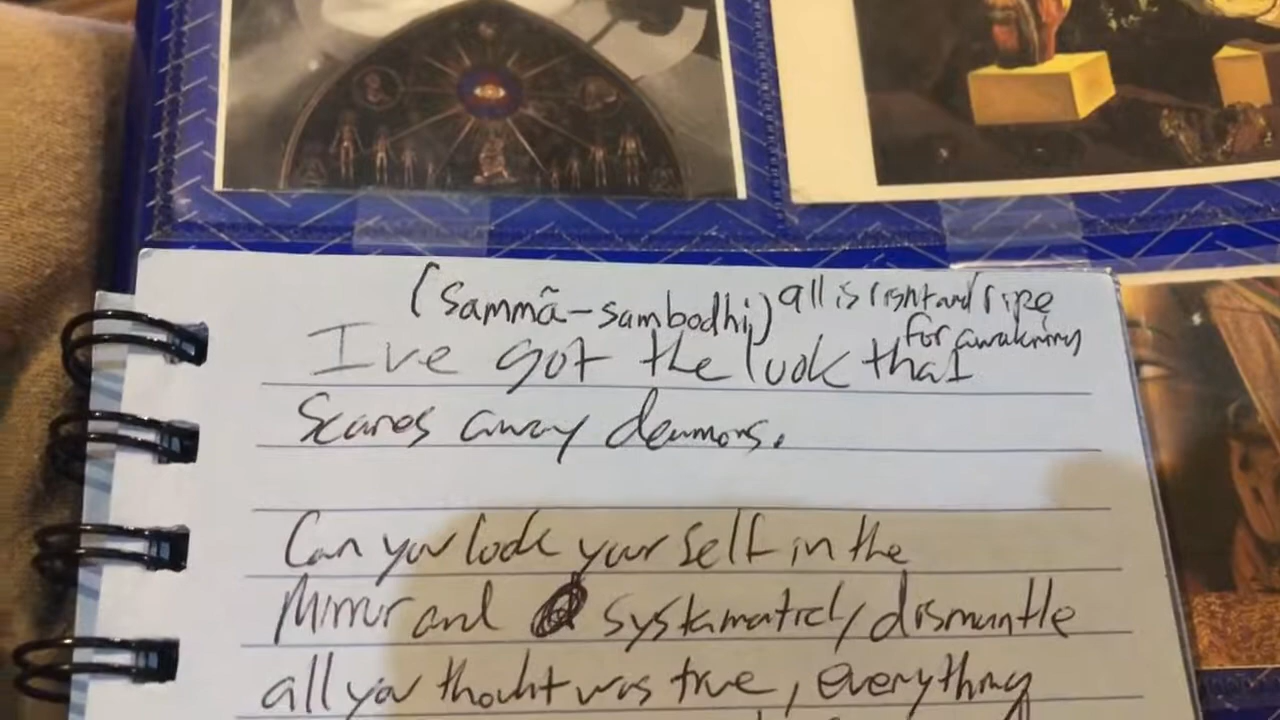 (sammā-sambodhi) all is right and ripe
for awakening
I've got the look that
Scares away demons.
Can you look your self in the
Mirror and systematicly dismantle
all you thouht was true, everything